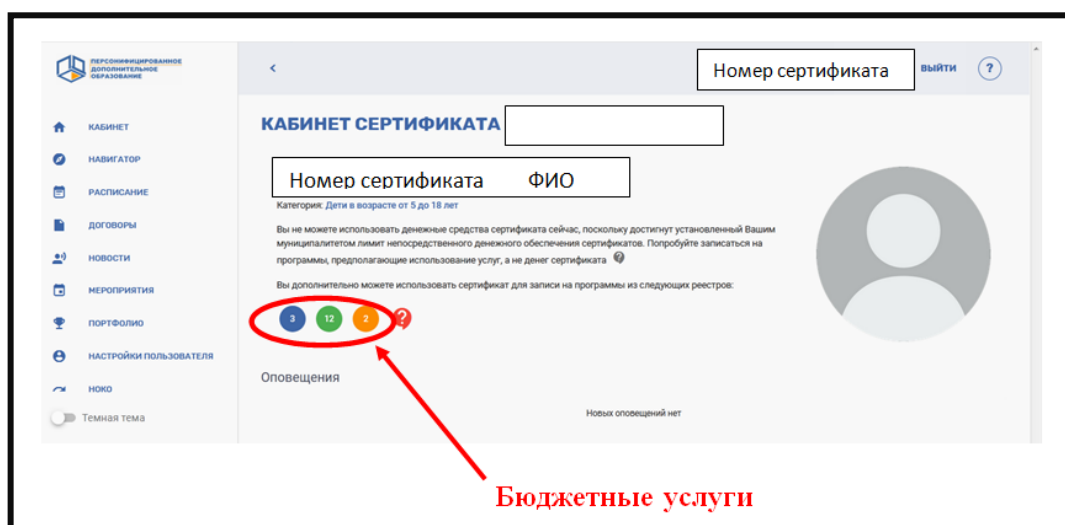 ПЕРСОНИФИЦИРОВАННОЕ
ДОПОЛНИТЕЛЬНОЕ
ОБРАЗОВАНИЕ
<
Номер сертификата
ВЫЙТИ
?
КАБИНЕТ
НАВИГАТОР
РАСПИСАНИЕ
ДОГОВОРЫ
НОВОСТИ
МЕРОПРИЯТИЯ
ПОРТФОЛИО
НАСТРОЙКИ ПОЛЬЗОВАТЕЛЯ
НОКО
Темная тема
КАБИНЕТ СЕРТИФИКАТА
Номер сертификата ФИО
Категория: Дети в возрасте от 5 до 18 лет
Вы не можете использовать денежные средства сертификата сейчас, поскольку достигнут установленный Вашим
муниципалитетом лимит непосредственного денежного обеспечения сертификатов. Попробуйте записаться на
программы, предполагающие использование услуг, а не денег сертификата ?
Вы дополнительно можете использовать сертификат для записи на программы из следующих реестров:
3 12 2 ?
Оповещения
Новых оповещений нет
Бюджетные услуги